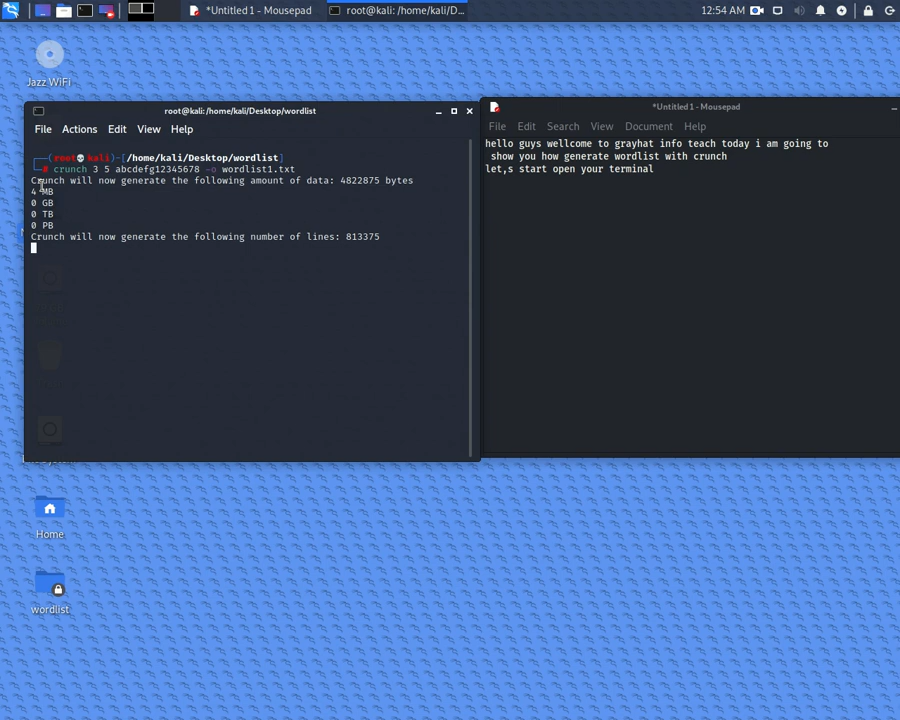 *Untitled 1 - Mousepad
root@kali: /home/kali/D...
12:54 AM
Jazz WiFi
root@kali: /home/kali/Desktop/wordlist
File Actions Edit View Help
(root💀kali)-[/home/kali/Desktop/wordlist]
# crunch 3 5 abcdefg12345678 -o wordlist1.txt
Crunch will now generate the following amount of data: 4822875 bytes
4 MB
0 GB
0 TB
0 PB
Crunch will now generate the following number of lines: 813375
*Untitled 1 - Mousepad
File Edit Search View Document Help
hello guys wellcome to grayhat info teach today i am going to
show you how generate wordlist with crunch
let,s start open your terminal
Home
wordlist